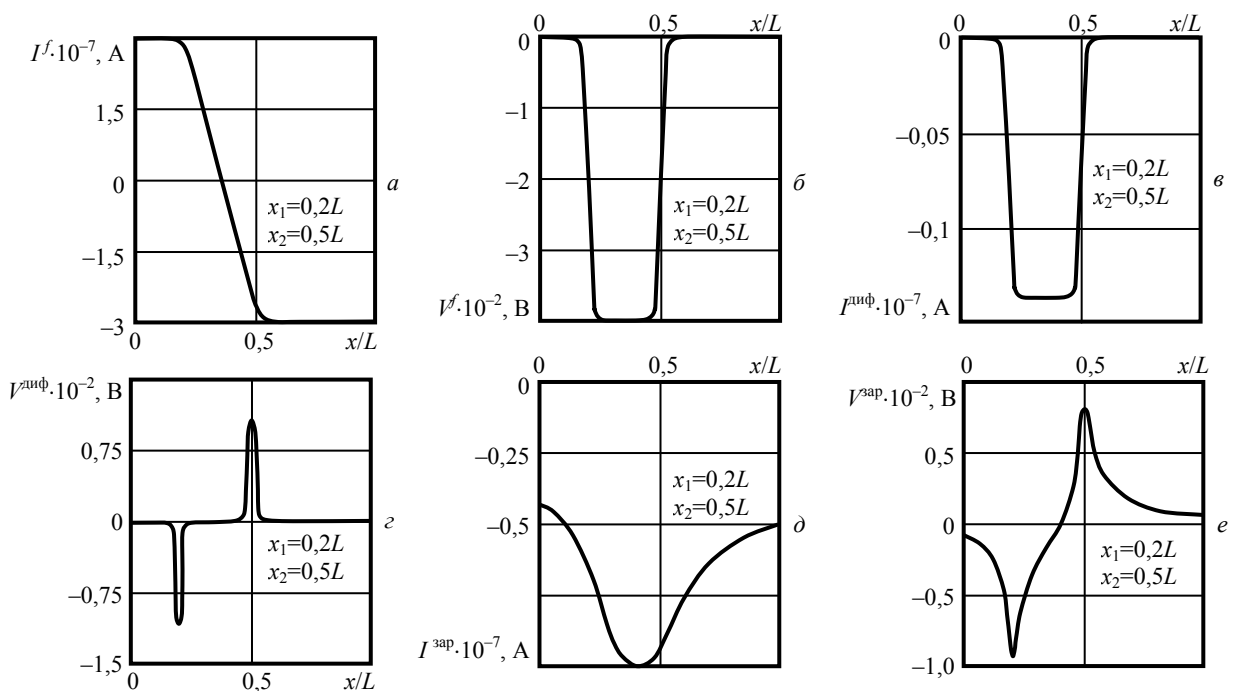 I f·10–7, А
1,5
0
–1,5
–3
0
0,5
x/L
x1=0,2L
x2=0,5L
а
0
0,5
x/L
0
–1
–2
–3
V f·10–2, В
x1=0,2L
x2=0,5L
б
0
0,5
x/L
0
–0,05
–0,1
I диф·10–7, А
x1=0,2L
x2=0,5L
в
V диф·10–2, В
0,75
0
–0,75
–1,5
0
0,5
x/L
x1=0,2L
x2=0,5L
г
0
0,5
x/L
0
–0,25
–0,5
I зар·10–7, А
x1=0,2L
x2=0,5L
д
0
0,5
x/L
V зар·10–2, В
0,5
0
–0,5
–1,0
x1=0,2L
x2=0,5L
е